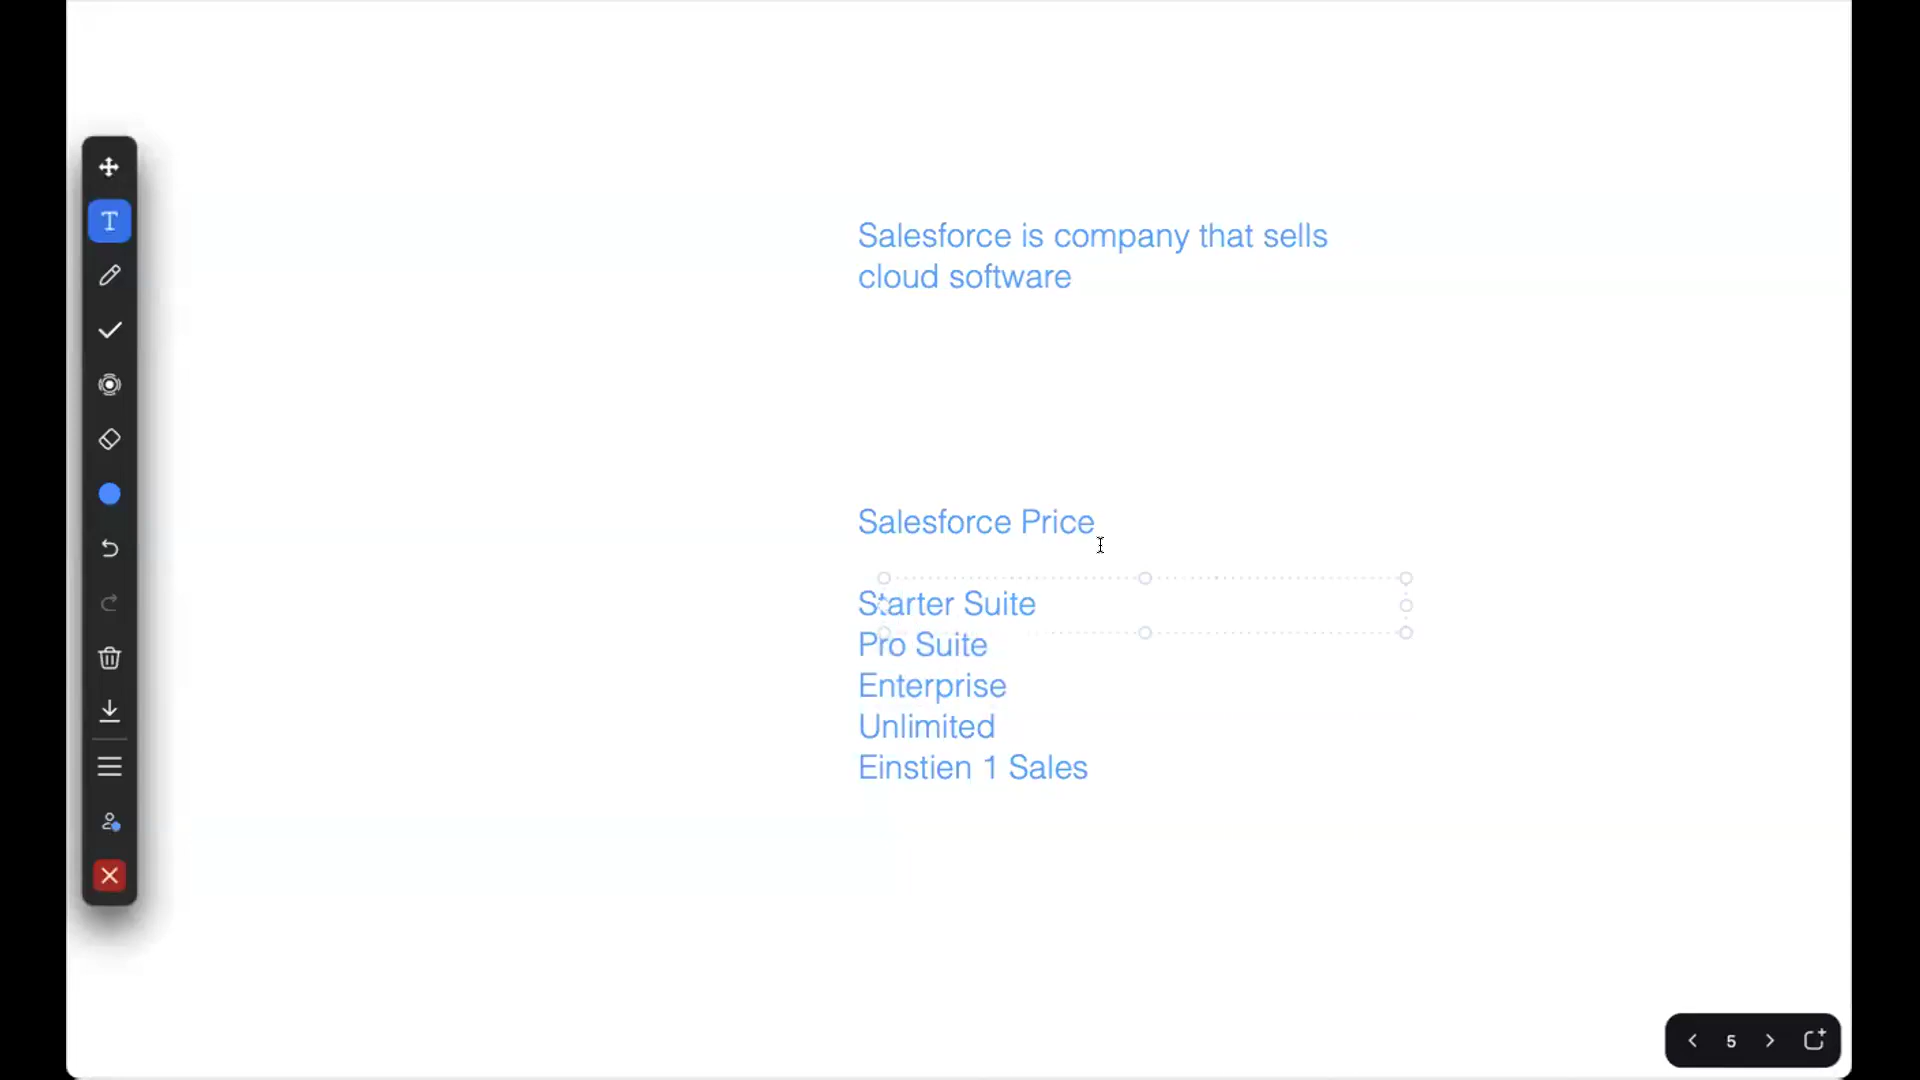 Salesforce is company that sells
cloud software
Salesforce Price
Starter Suite
Pro Suite
Enterprise
Unlimited
Einstien 1 Sales
T
5